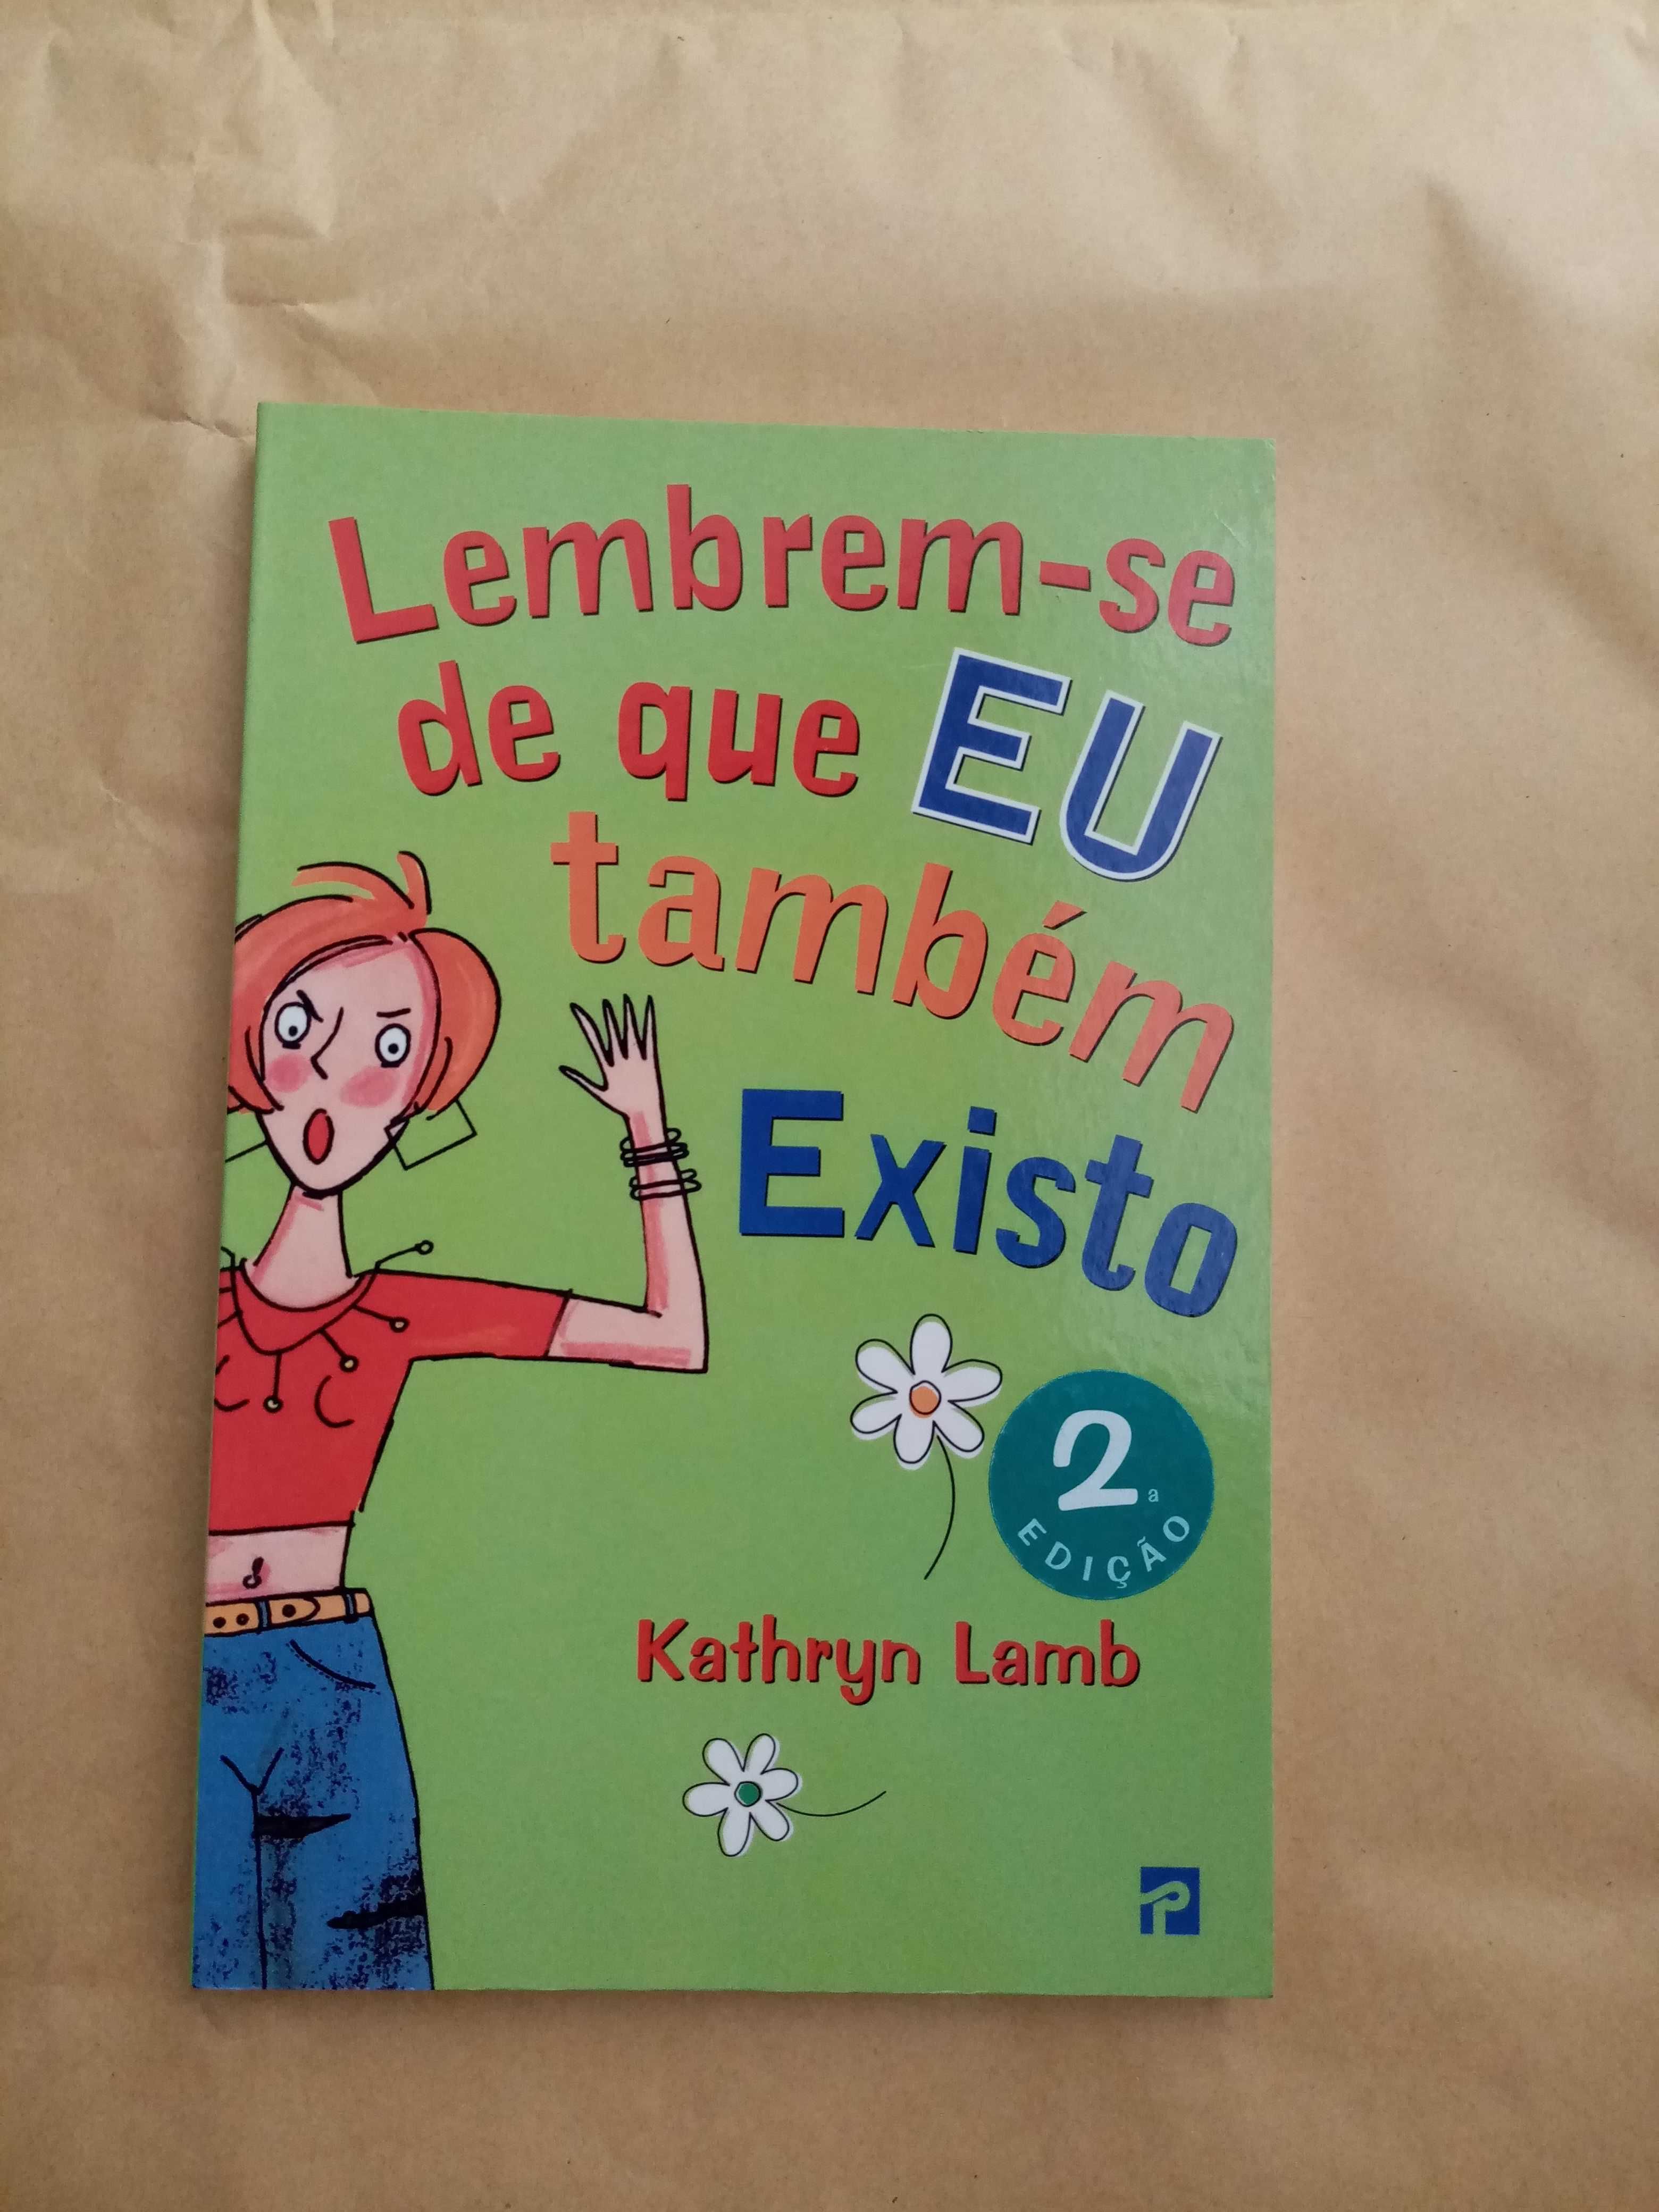 Lembrem-se
de que EU
também
Existo
2ª
EDIÇÃO
Kathryn Lamb
P